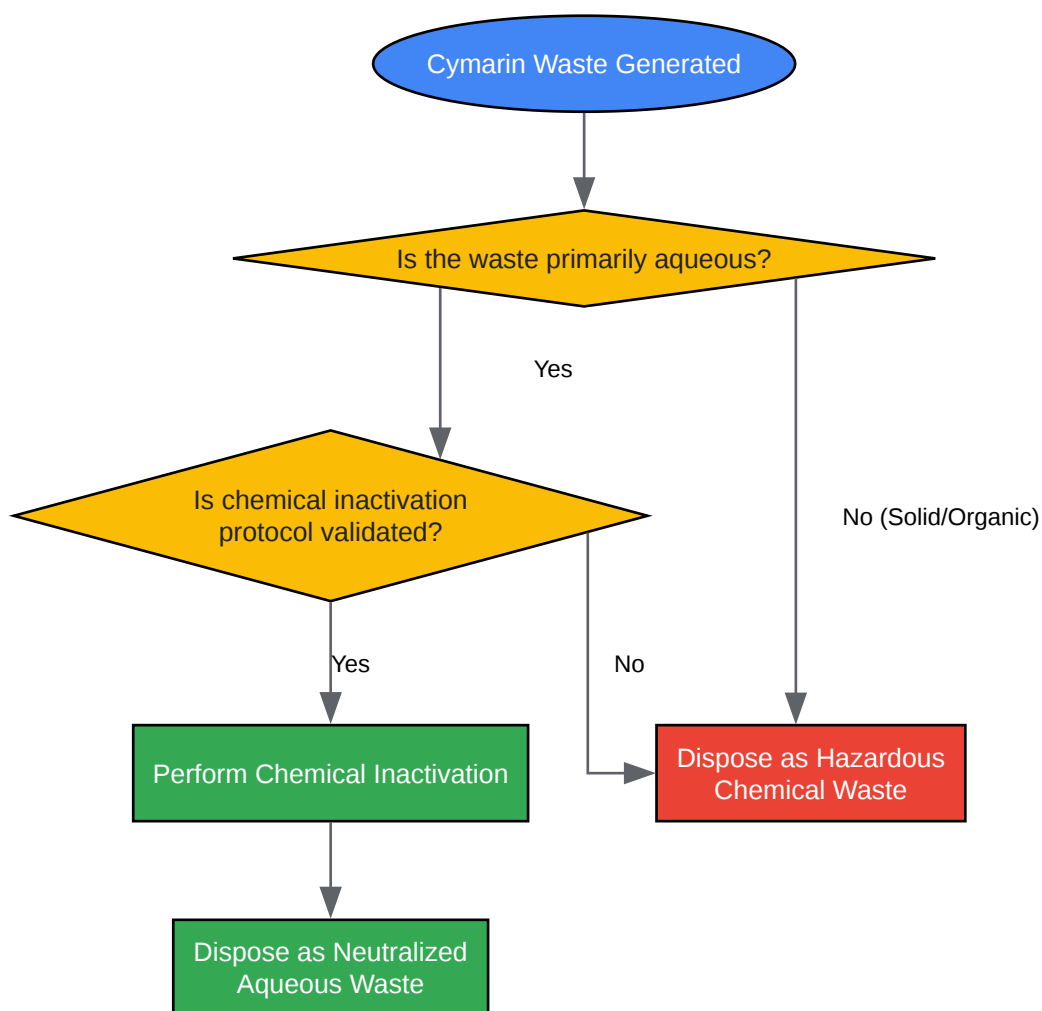 Cymarin Waste Generated
Is the waste primarily aqueous?
Yes
Is chemical inactivation
protocol validated?
No (Solid/Organic)
Yes
No
Perform Chemical Inactivation
Dispose as Hazardous
Chemical Waste
Dispose as Neutralized
Aqueous Waste